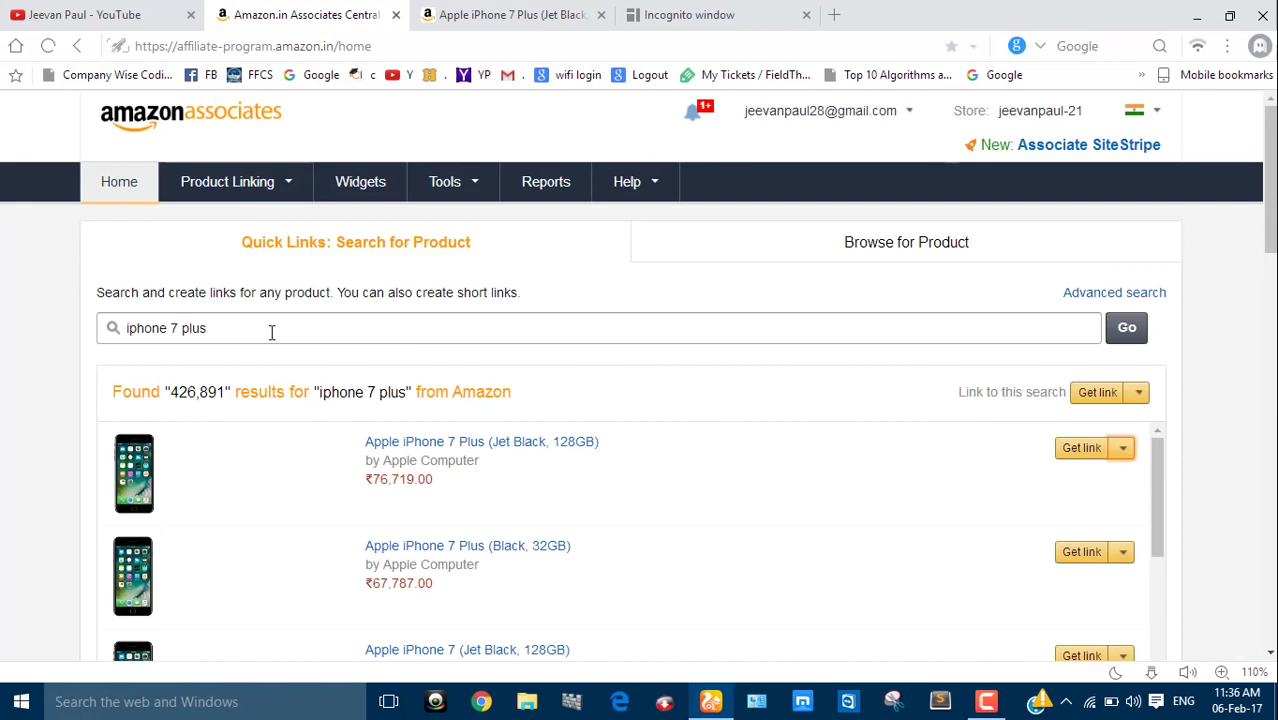 Jeevan Paul - YouTube
Amazon.in Associates Central
Apple iPhone 7 Plus (Jet Black,
Incognito window
https://affiliate-program.amazon.in/home
Google
Company Wise Codi...
FB
FFCS
Google
c
Y
YP
wifi login
Logout
My Tickets / FieldTh...
Top 10 Algorithms a...
Google
Mobile bookmarks
amazonassociates
1+
jeevanpaul28@gmail.com
Store: jeevanpaul-21
New: Associate SiteStripe
Home
Product Linking
Widgets
Tools
Reports
Help
Quick Links: Search for Product
Browse for Product
Search and create links for any product. You can also create short links.
Advanced search
iphone 7 plus
Go
Found "426,891" results for "iphone 7 plus" from Amazon
Link to this search
Get link
Apple iPhone 7 Plus (Jet Black, 128GB)
Get link
by Apple Computer
₹76,719.00
Apple iPhone 7 Plus (Black, 32GB)
Get link
by Apple Computer
₹67,787.00
Apple iPhone 7 (Jet Black, 128GB)
Get link
110%
Search the web and Windows
ENG
11:36 AM
06-Feb-17